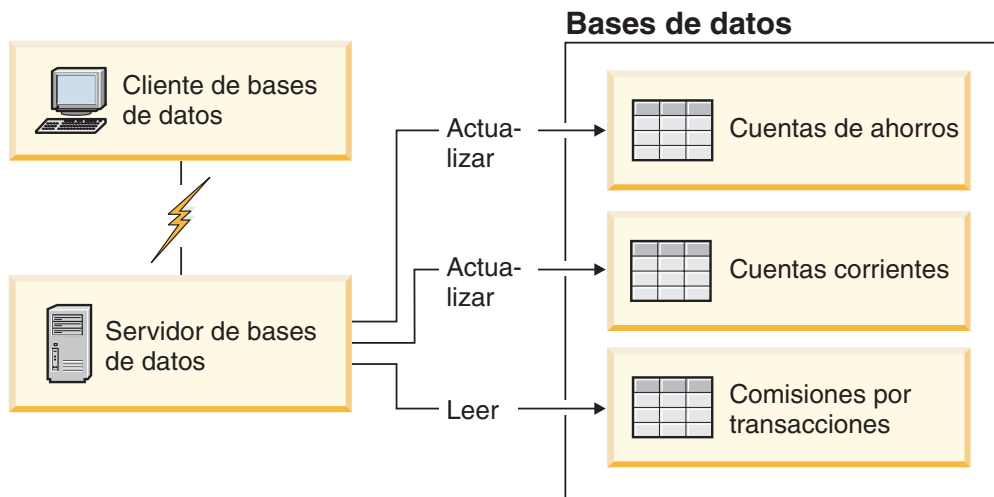 Bases de datos
Cliente de bases
de datos
Actua-
lizar
Cuentas de ahorros
Servidor de bases
de datos
Actua-
lizar
Cuentas corrientes
Leer
Comisiones por
transacciones